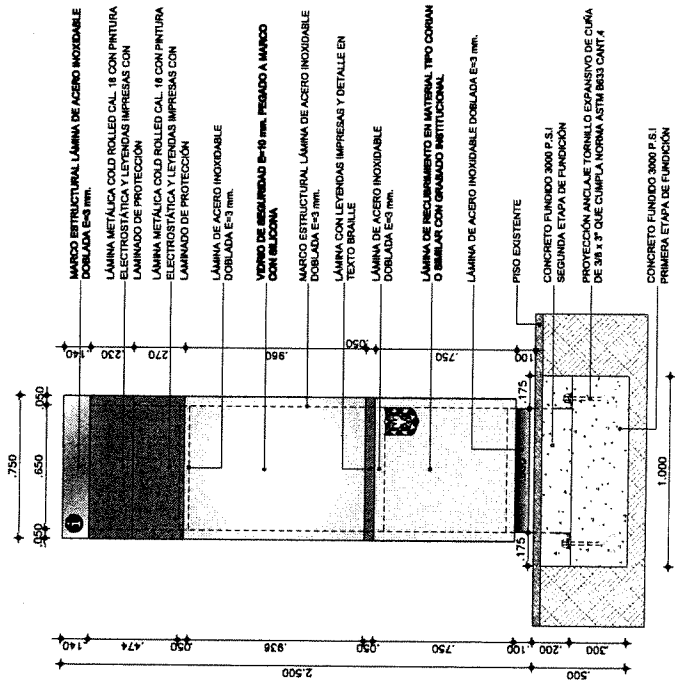 MARCO ESTRUCTURAL LÁMINA DE ACERO INOXIDABLE
DOBLADA E=3 mm.
LÁMINA METÁLICA COLD ROLLED CAL. 18 CON PINTURA
ELECTROSTÁTICA Y LEYENDAS IMPRESAS CON
LAMINADO DE PROTECCIÓN
LÁMINA METÁLICA COLD ROLLED CAL. 18 CON PINTURA
ELECTROSTÁTICA Y LEYENDAS IMPRESAS CON
LAMINADO DE PROTECCIÓN
LÁMINA DE ACERO INOXIDABLE
DOBLADA E=3 mm.
VIDRIO DE SEGURIDAD E=10 mm. PEGADO A MARCO
CON SILICONA
MARCO ESTRUCTURAL LÁMINA DE ACERO INOXIDABLE
DOBLADA E=3 mm.
LÁMINA CON LEYENDAS IMPRESAS Y DETALLE EN
TEXTO BRAILLE
LÁMINA DE ACERO INOXIDABLE
DOBLADA E=3 mm.
LÁMINA DE RECUBRIMIENTO EN MATERIAL TIPO CORIAN
O SIMILAR CON GRABADO INSTITUCIONAL
LÁMINA DE ACERO INOXIDABLE DOBLADA E=3 mm.
PISO EXISTENTE
CONCRETO FUNDIDO 3000 P.S.I
SEGUNDA ETAPA DE FUNDICIÓN
PROYECCIÓN ANCLAJE TORNILLO EXPANSIVO DE CUÑA
DE 3/8 x 3" QUE CUMPLA NORMA ASTM B633 CANT.4
CONCRETO FUNDIDO 3000 P.S.I
PRIMERA ETAPA DE FUNDICIÓN
.140
.230
.270
.960
.050
.750
.100
.750
.050
.650
.050
1
.175
.175
1.000
.140
.474
.050
.936
.050
.750
.100
.200
.300
2.500
.500